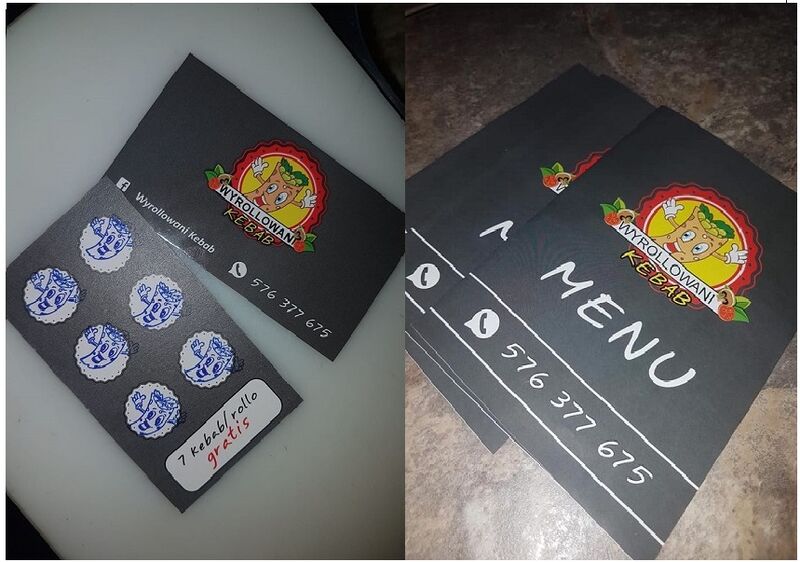 WYROLLOWANI
KEBAB
Wyrollowani Kebab
576 377 675
7 Kebab/rollo
gratis
WYROLLOWANI
KEBAB
MENU
576 377 675
M